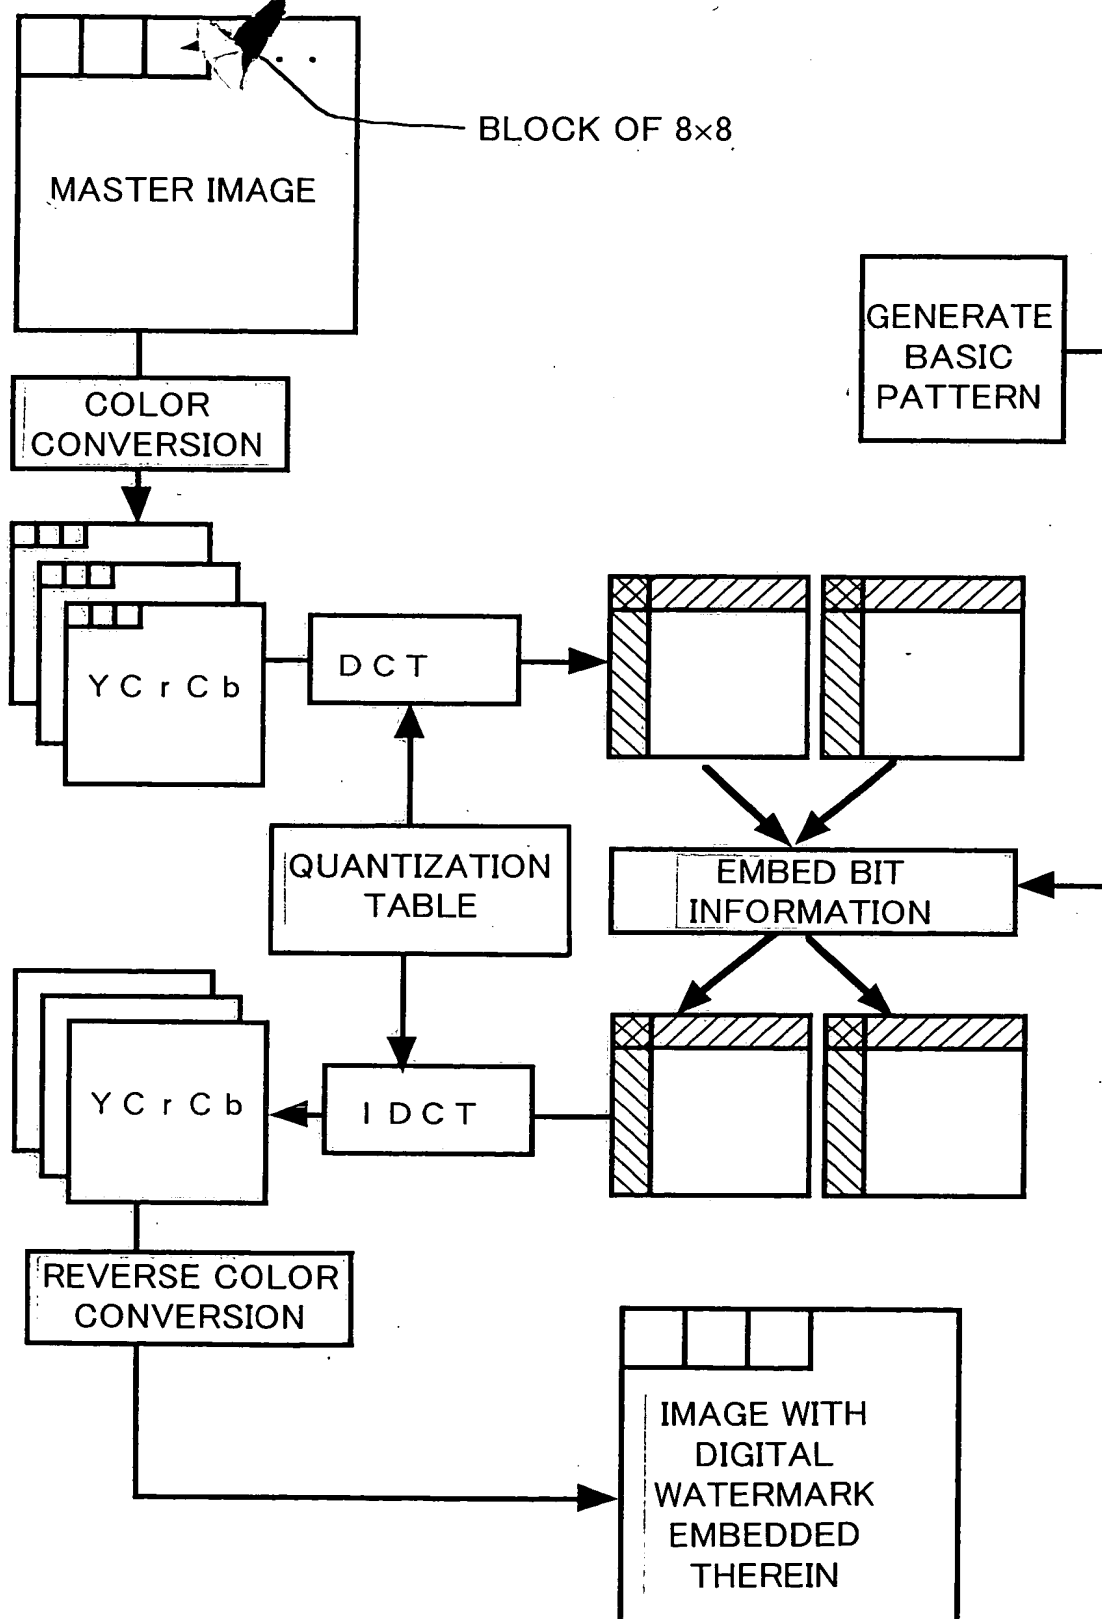 BLOCK OF 8×8
MASTER IMAGE
GENERATE
BASIC
PATTERN
COLOR
CONVERSION
YCrCb
DCT
QUANTIZATION
TABLE
EMBED BIT
INFORMATION
YCrCb
IDCT
REVERSE COLOR
CONVERSION
IMAGE WITH
DIGITAL
WATERMARK
EMBEDDED
THEREIN